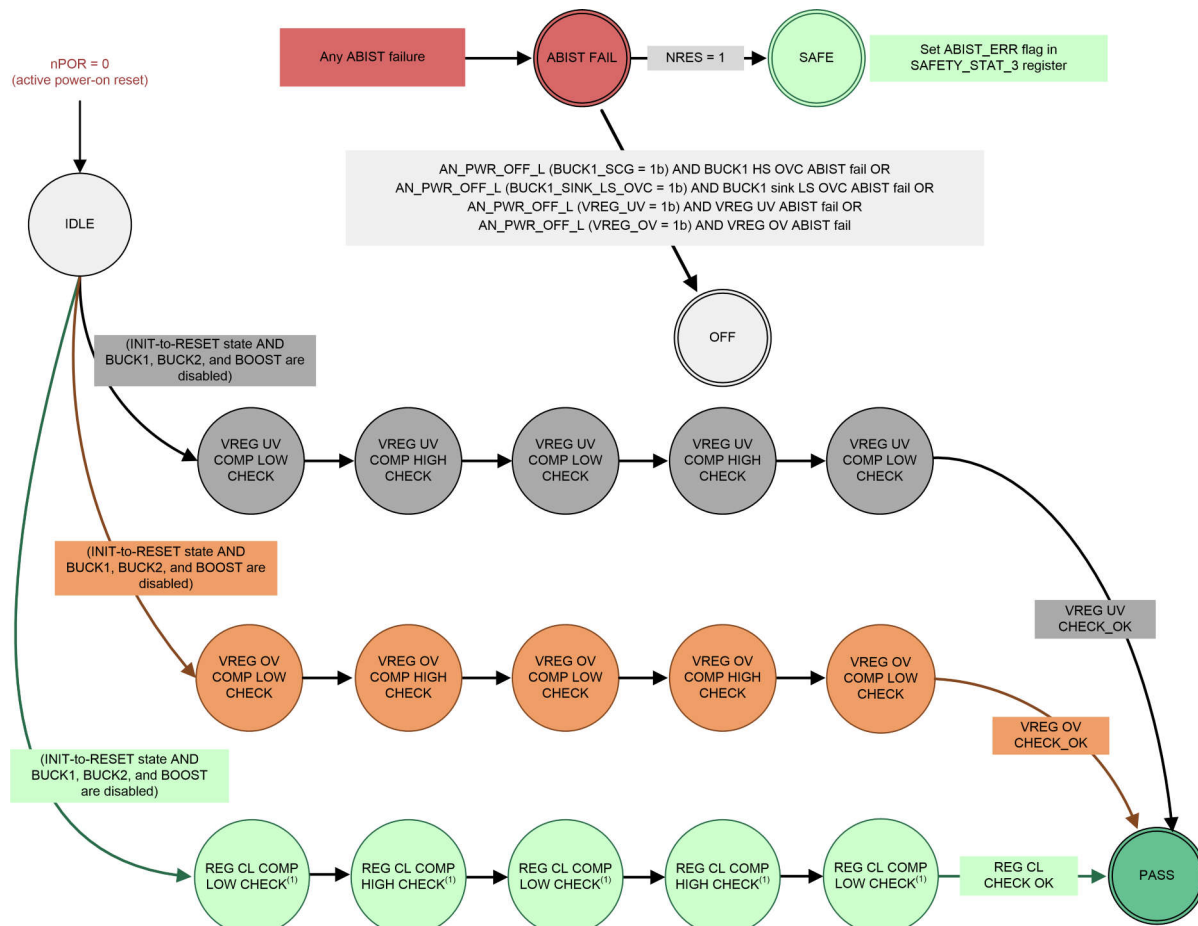 Any ABIST failure
ABIST FAIL
NRES = 1
SAFE
Set ABIST_ERR flag in
SAFETY_STAT_3 register
nPOR = 0
(active power-on reset)
AN_PWR_OFF_L (BUCK1_SCG = 1b) AND BUCK1 HS OVC ABIST fail OR
AN_PWR_OFF_L (BUCK1_SINK_LS_OVC = 1b) AND BUCK1 sink LS OVC ABIST fail OR
AN_PWR_OFF_L (VREG_UV = 1b) AND VREG UV ABIST fail OR
AN_PWR_OFF_L (VREG_OV = 1b) AND VREG OV ABIST fail
IDLE
OFF
(INIT-to-RESET state AND
BUCK1, BUCK2, and BOOST are
disabled)
VREG UV
COMP LOW
CHECK
VREG UV
COMP HIGH
CHECK
VREG UV
COMP LOW
CHECK
VREG UV
COMP HIGH
CHECK
VREG UV
COMP LOW
CHECK
VREG UV
CHECK_OK
(INIT-to-RESET state AND
BUCK1, BUCK2, and BOOST are
disabled)
VREG OV
COMP LOW
CHECK
VREG OV
COMP HIGH
CHECK
VREG OV
COMP LOW
CHECK
VREG OV
COMP HIGH
CHECK
VREG OV
COMP LOW
CHECK
VREG OV
CHECK_OK
(INIT-to-RESET state AND
BUCK1, BUCK2, and BOOST
are disabled)
REG CL COMP
LOW CHECK(1)
REG CL COMP
HIGH CHECK(1)
REG CL COMP
LOW CHECK(1)
REG CL COMP
HIGH CHECK(1)
REG CL COMP
LOW CHECK(1)
REG CL
CHECK OK
PASS